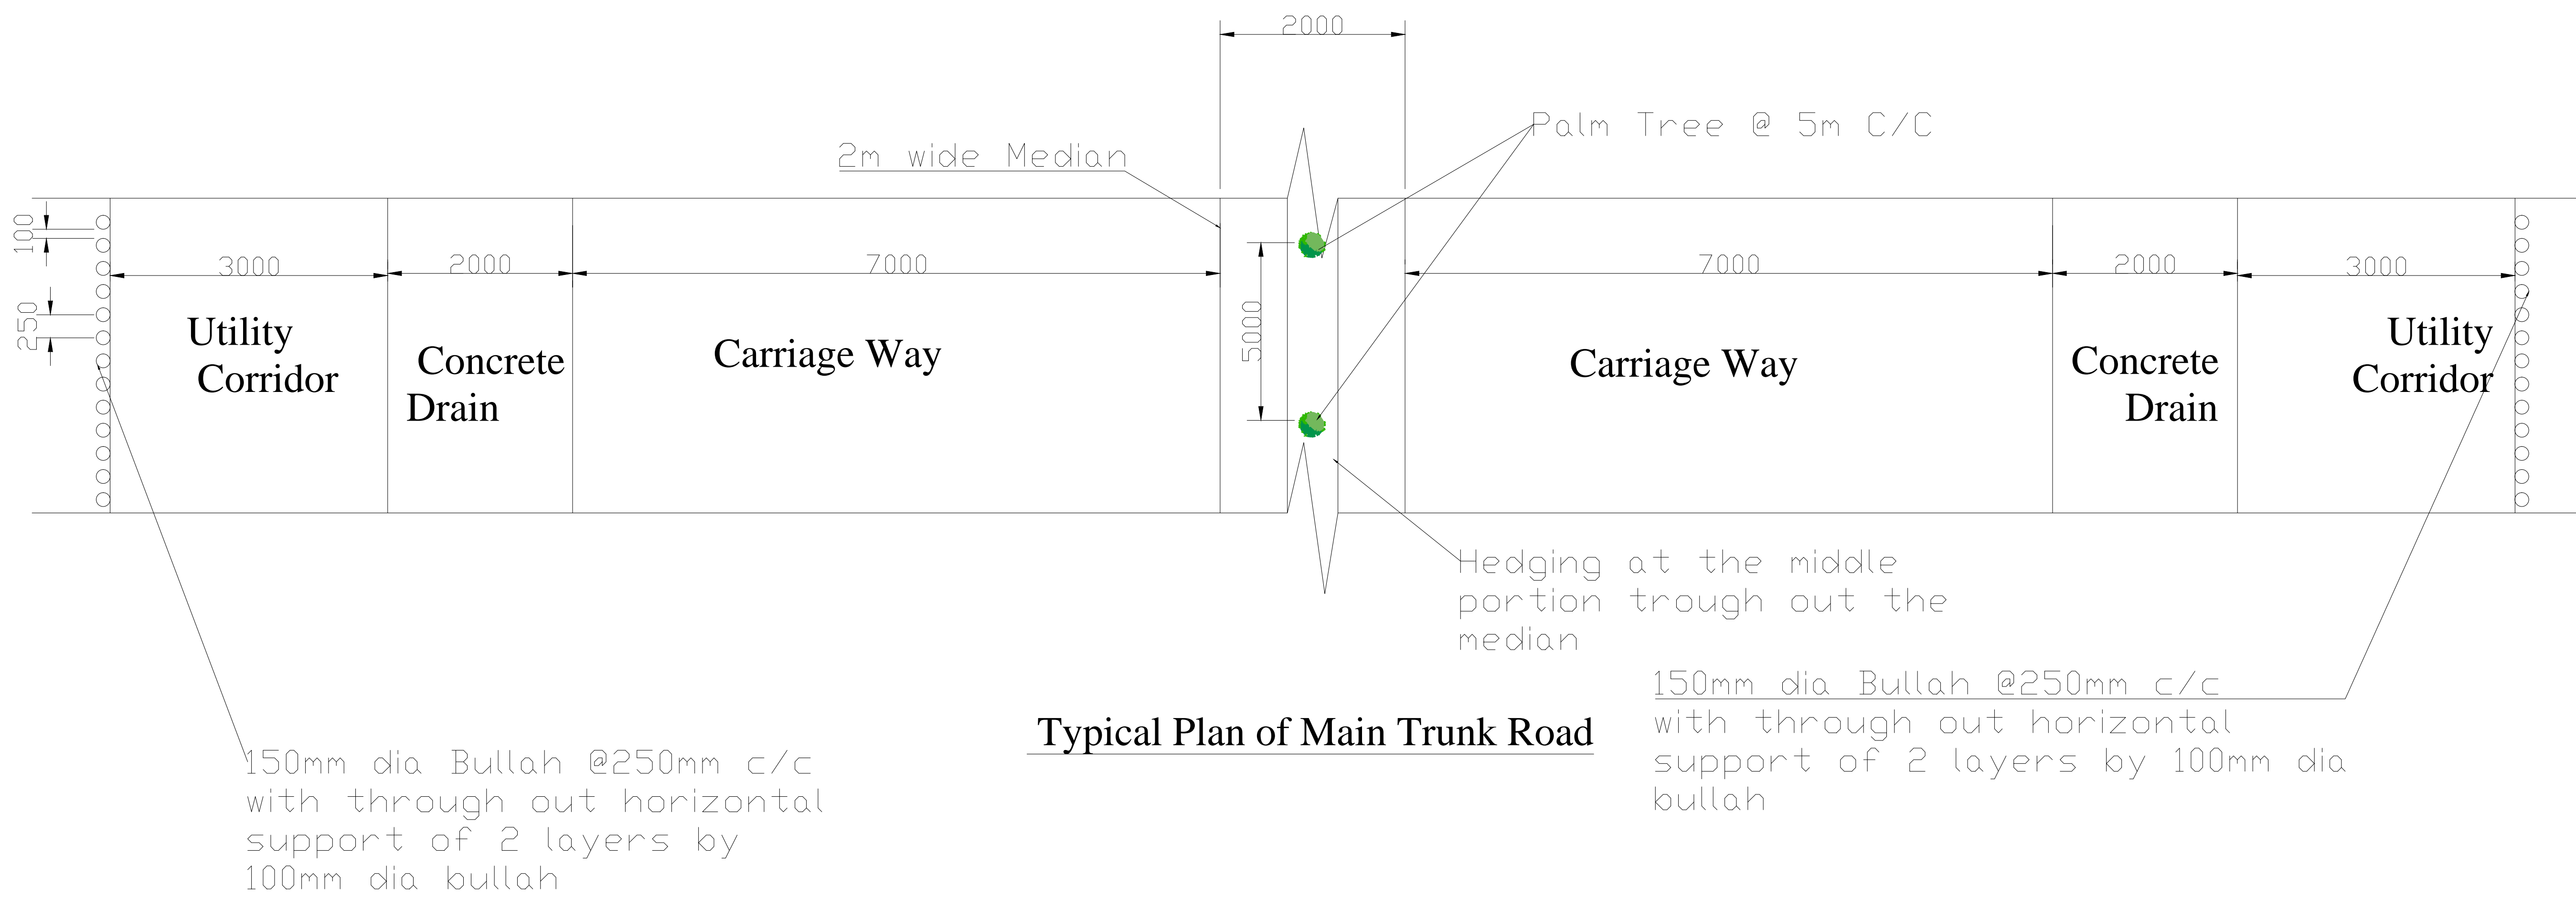 2000
Palm Tree @ 5m C/C
2m wide Median
100
3000
2000
7000
7000
2000
3000
250
5000
Utility
Corridor
Concrete
Drain
Carriage Way
Carriage Way
Concrete
Drain
Utility
Corridor
Hedging at the middle
portion trough out the
median
150mm dia Bullah @250mm c/c
with through out horizontal
support of 2 layers by 100mm dia
bullah
Typical Plan of Main Trunk Road
150mm dia Bullah @250mm c/c
with through out horizontal
support of 2 layers by
100mm dia bullah